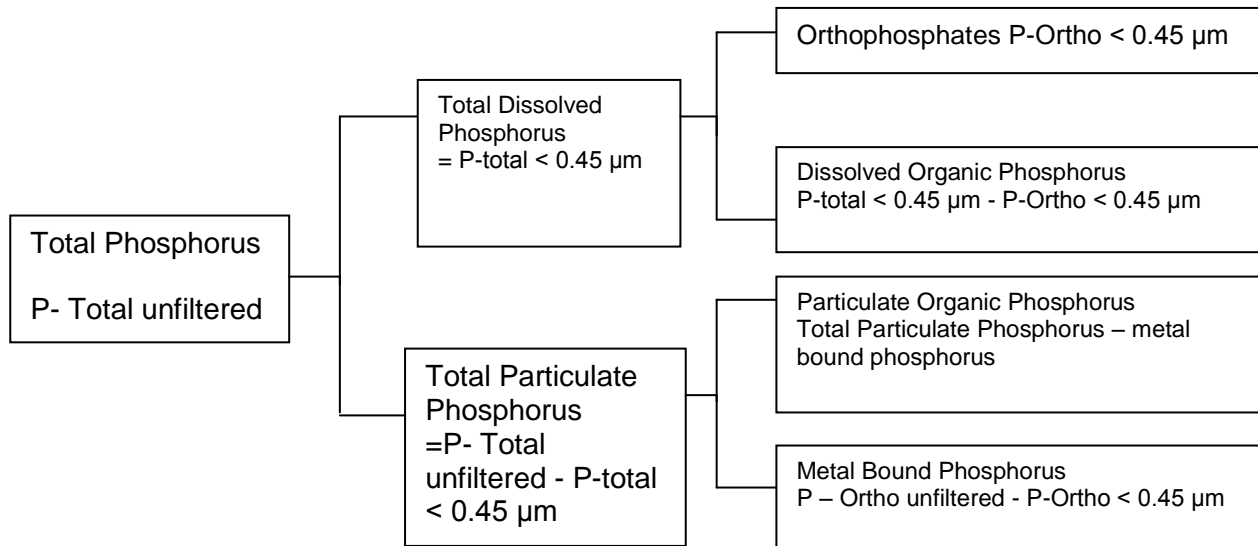 Total Phosphorus
P- Total unfiltered
Total Dissolved
Phosphorus
= P-total < 0.45 µm
Orthophosphates P-Ortho < 0.45 µm
Dissolved Organic Phosphorus
P-total < 0.45 µm - P-Ortho < 0.45 µm
Total Particulate
Phosphorus
=P- Total
unfiltered - P-total
< 0.45 µm
Particulate Organic Phosphorus
Total Particulate Phosphorus – metal
bound phosphorus
Metal Bound Phosphorus
P – Ortho unfiltered - P-Ortho < 0.45 µm